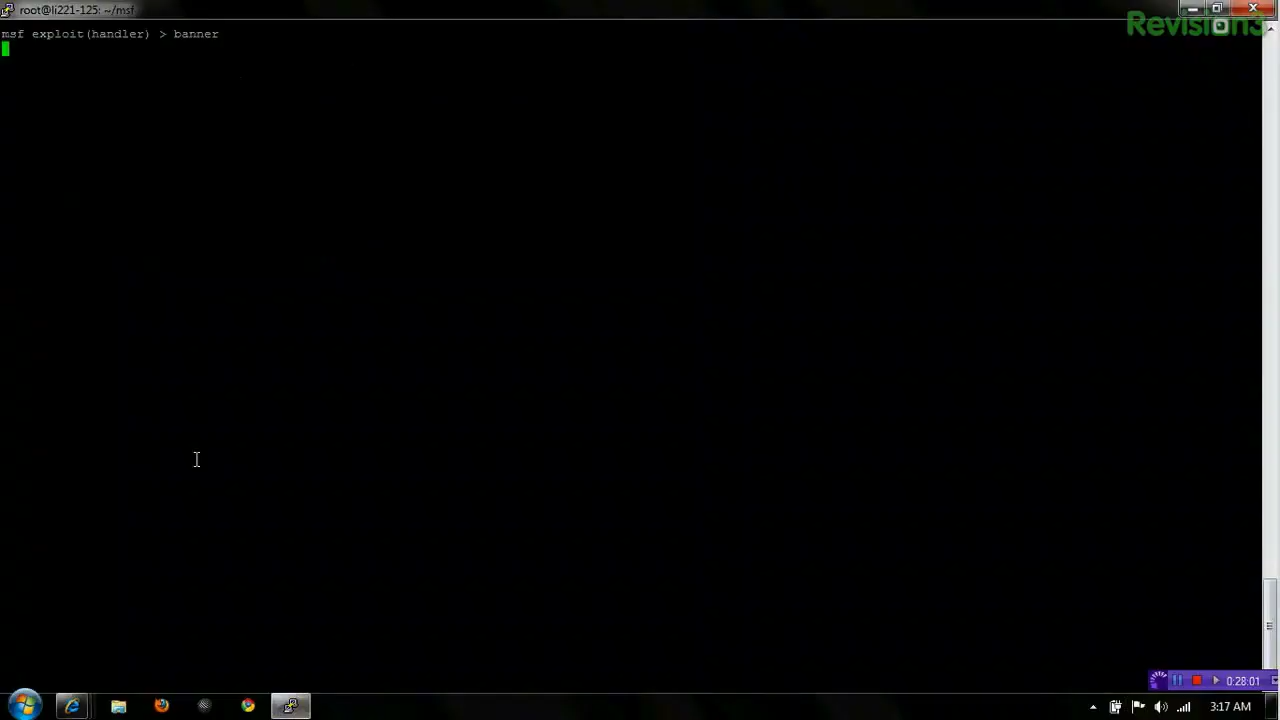 root@li221-125: ~/msf
Revision3
msf exploit(handler) > banner
0:28:01
3:17 AM